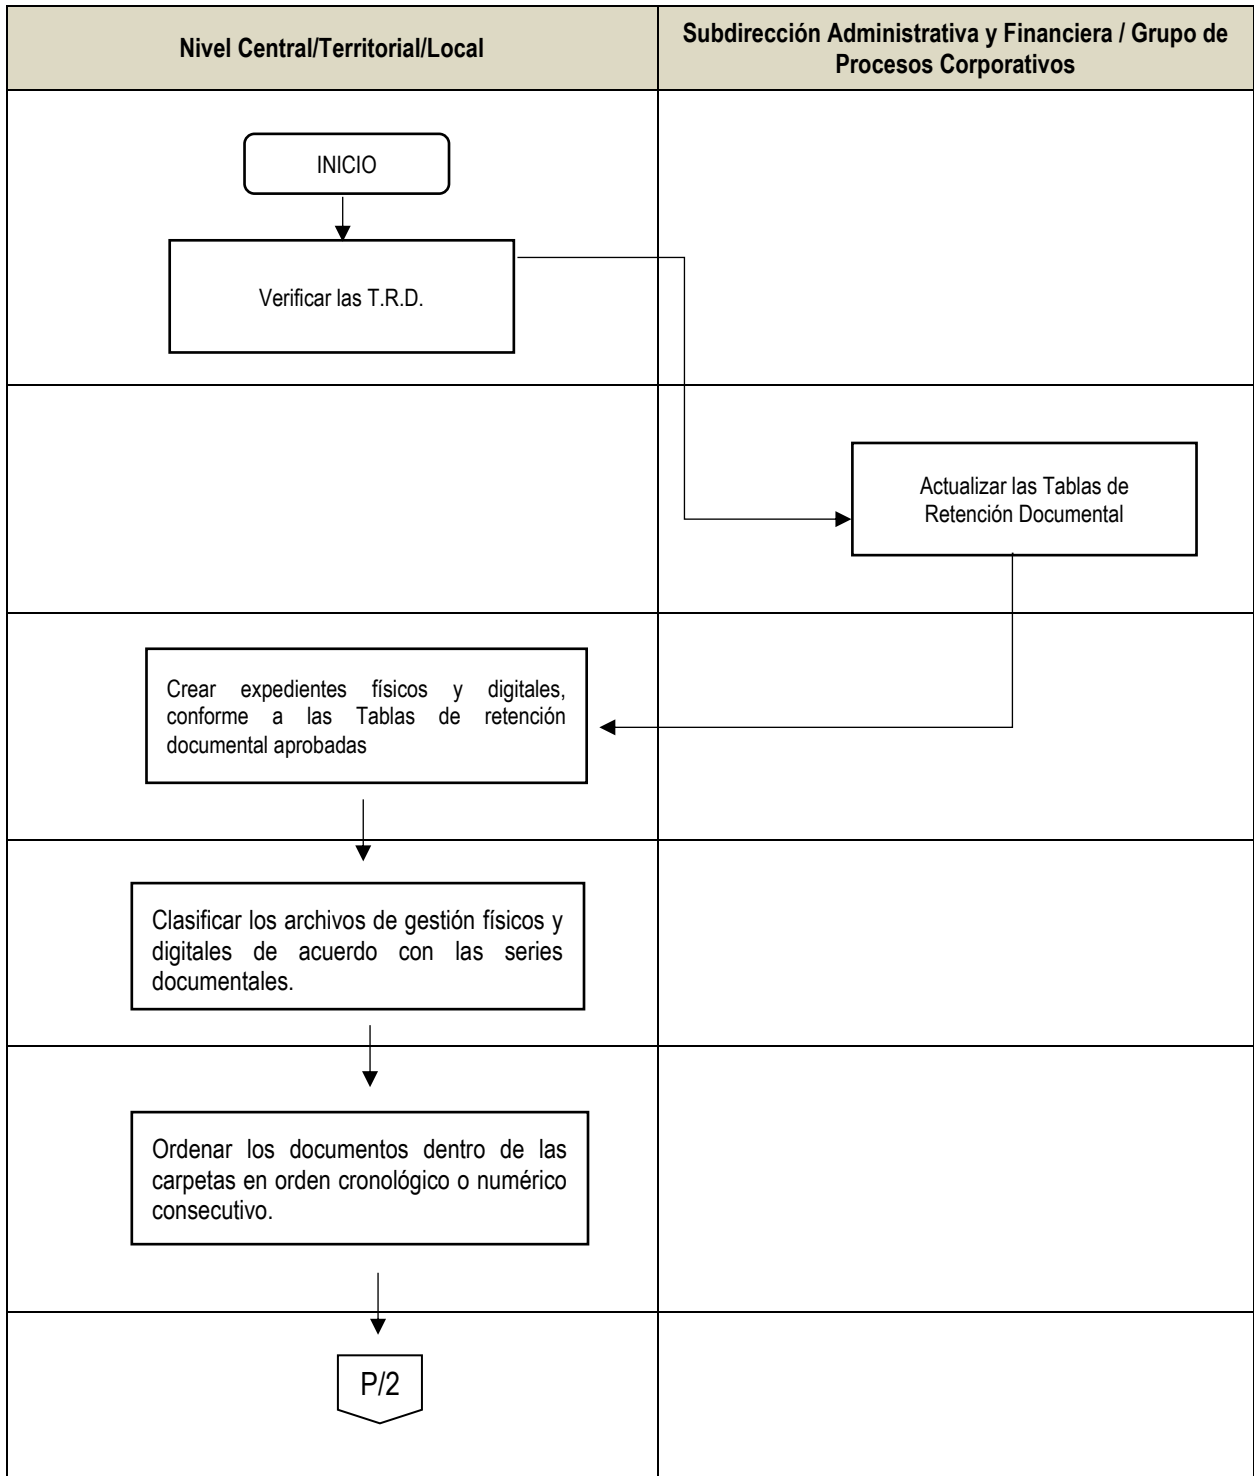 Nivel Central/Territorial/Local
Subdirección Administrativa y Financiera / Grupo de
Procesos Corporativos
INICIO
Verificar las T.R.D.
Actualizar las Tablas de
Retención Documental
Crear expedientes físicos y digitales,
conforme a las Tablas de retención
documental aprobadas
Clasificar los archivos de gestión físicos y
digitales de acuerdo con las series
documentales.
Ordenar los documentos dentro de las
carpetas en orden cronológico o numérico
consecutivo.
P/2